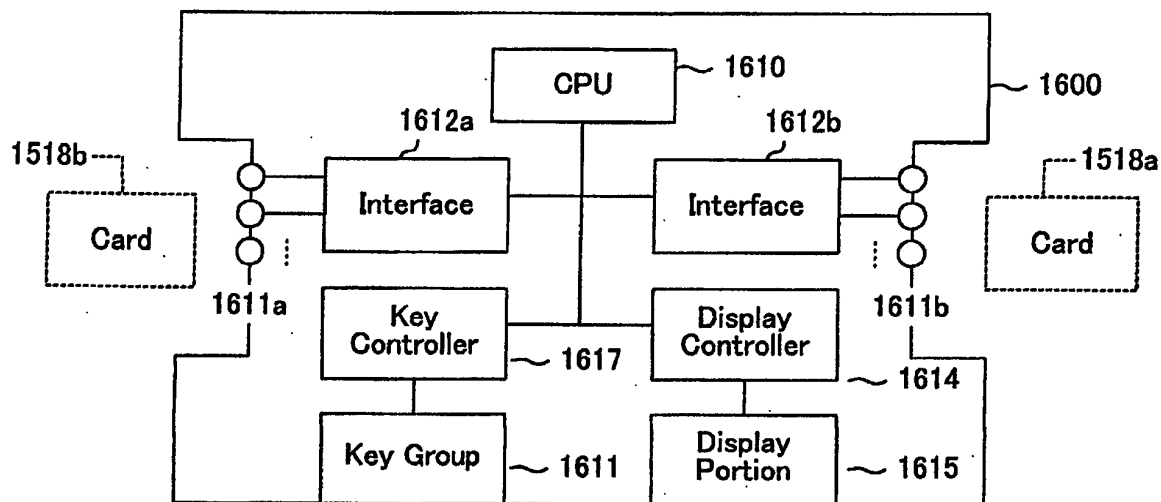 CPU
1610
1600
1612a
1612b
1518b
1518a
Card
Interface
Interface
Card
1611a
1611b
Key
Controller
1617
Display
Controller
1614
Key Group
1611
Display
Portion
1615